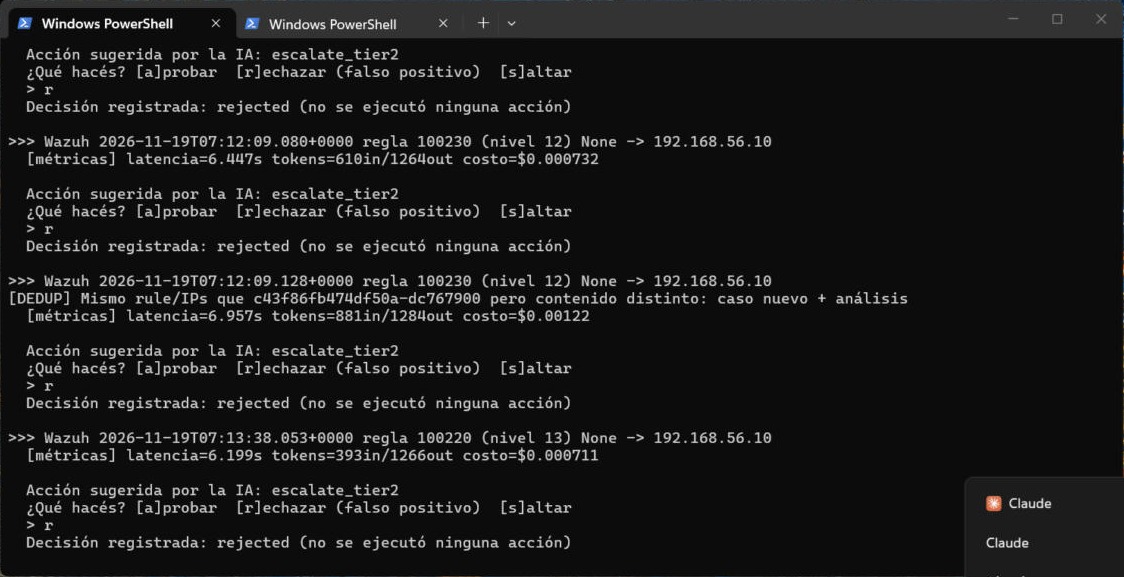 Windows PowerShell
Windows PowerShell
Acción sugerida por la IA: escalate_tier2
¿Qué hacés? [a]probar  [r]echazar (falso positivo)  [s]altar
> r
Decisión registrada: rejected (no se ejecutó ninguna acción)
>>> Wazuh 2026-11-19T07:12:09.080+0000 regla 100230 (nivel 12) None -> 192.168.56.10
[métricas] latencia=6.447s tokens=610in/1264out costo=$0.000732
Acción sugerida por la IA: escalate_tier2
¿Qué hacés? [a]probar  [r]echazar (falso positivo)  [s]altar
> r
Decisión registrada: rejected (no se ejecutó ninguna acción)
>>> Wazuh 2026-11-19T07:12:09.128+0000 regla 100230 (nivel 12) None -> 192.168.56.10
[DEDUP] Mismo rule/IPs que c43f86fb474df50a-dc767900 pero contenido distinto: caso nuevo + análisis
[métricas] latencia=6.957s tokens=881in/1284out costo=$0.00122
Acción sugerida por la IA: escalate_tier2
¿Qué hacés? [a]probar  [r]echazar (falso positivo)  [s]altar
> r
Decisión registrada: rejected (no se ejecutó ninguna acción)
>>> Wazuh 2026-11-19T07:13:38.053+0000 regla 100220 (nivel 13) None -> 192.168.56.10
[métricas] latencia=6.199s tokens=393in/1266out costo=$0.000711
Acción sugerida por la IA: escalate_tier2
¿Qué hacés? [a]probar  [r]echazar (falso positivo)  [s]altar
> r
Decisión registrada: rejected (no se ejecutó ninguna acción)
Claude
Claude